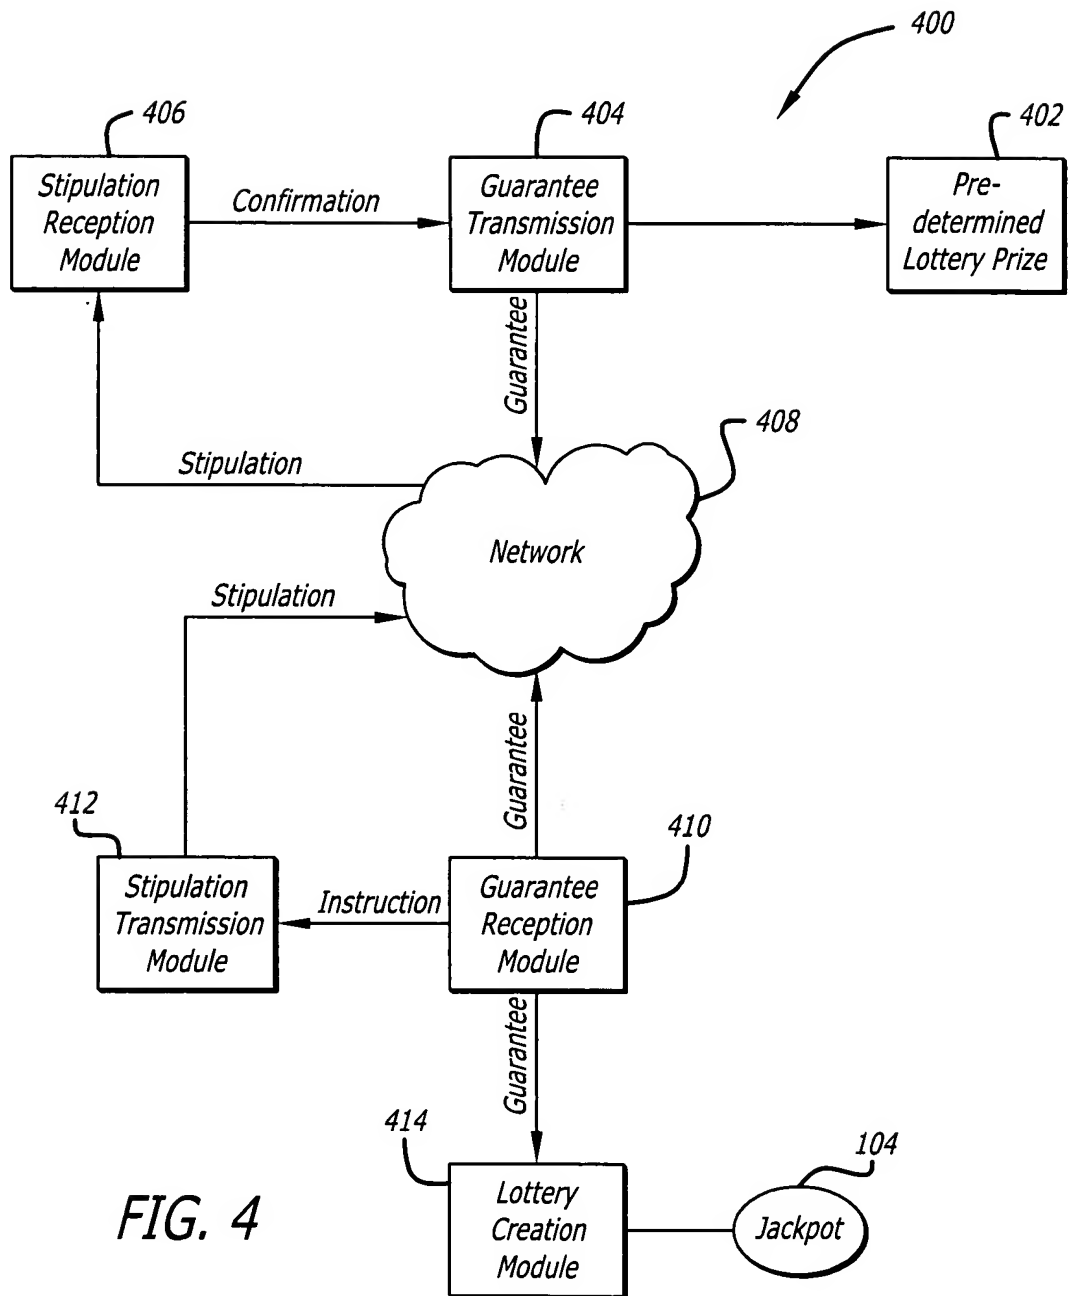 400
406
404
402
Stipulation
Reception
Module
Confirmation
Guarantee
Transmission
Module
Pre-
determined
Lottery Prize
Guarantee
408
Stipulation
Network
Stipulation
Guarantee
412
410
Stipulation
Transmission
Module
Instruction
Guarantee
Reception
Module
Guarantee
414
104
Lottery
Creation
Module
Jackpot
FIG. 4